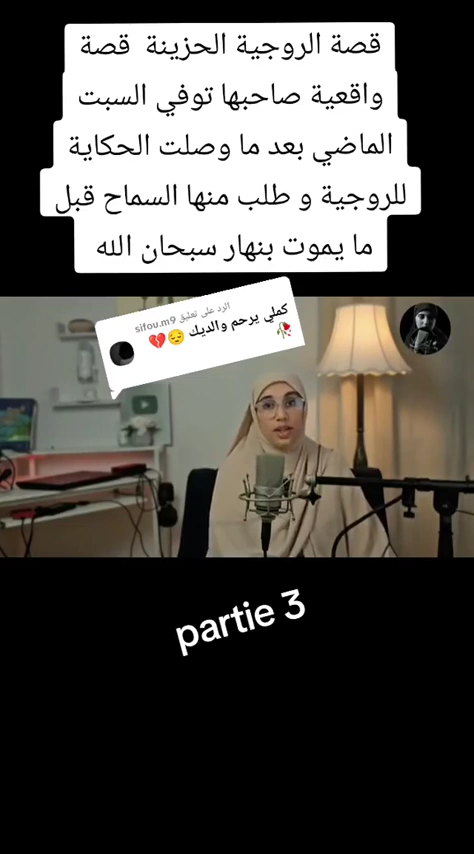 قصة الروجية الحزينة قصة
واقعية صاحبها توفي السبت
الماضي بعد ما وصلت الحكاية
للروجية و طلب منها السماح قبل
ما يموت بنهار سبحان الله
الرد على تعليق sifou.m9
كملي يرحم والديك 😔💔
🥀
partie 3